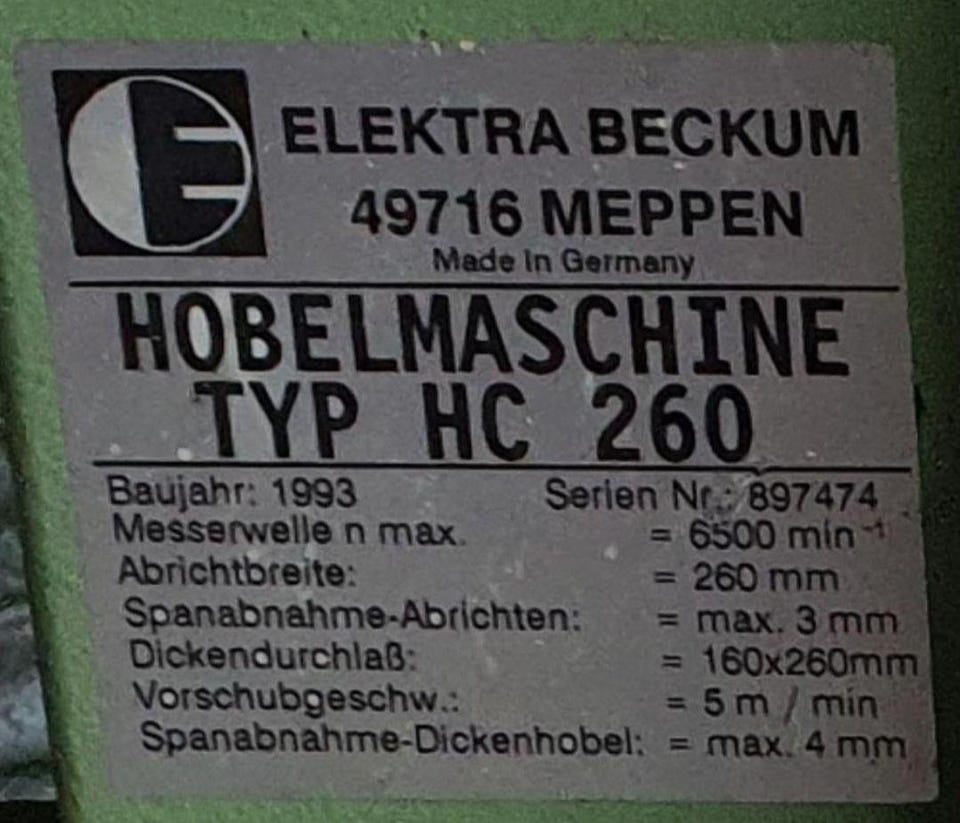 E
ELEKTRA BECKUM
49716 MEPPEN
Made in Germany
HOBELMASCHINE
TYP HC 260
Baujahr: 1993 Serien Nr.: 897474
Messerwelle n max. = 6500 min⁻¹
Abrichtbreite: = 260 mm
Spanabnahme-Abrichten: = max. 3 mm
Dickendurchlaß: = 160x260mm
Vorschubgeschw.: = 5 m / min
Spanabnahme-Dickenhobel: = max. 4 mm